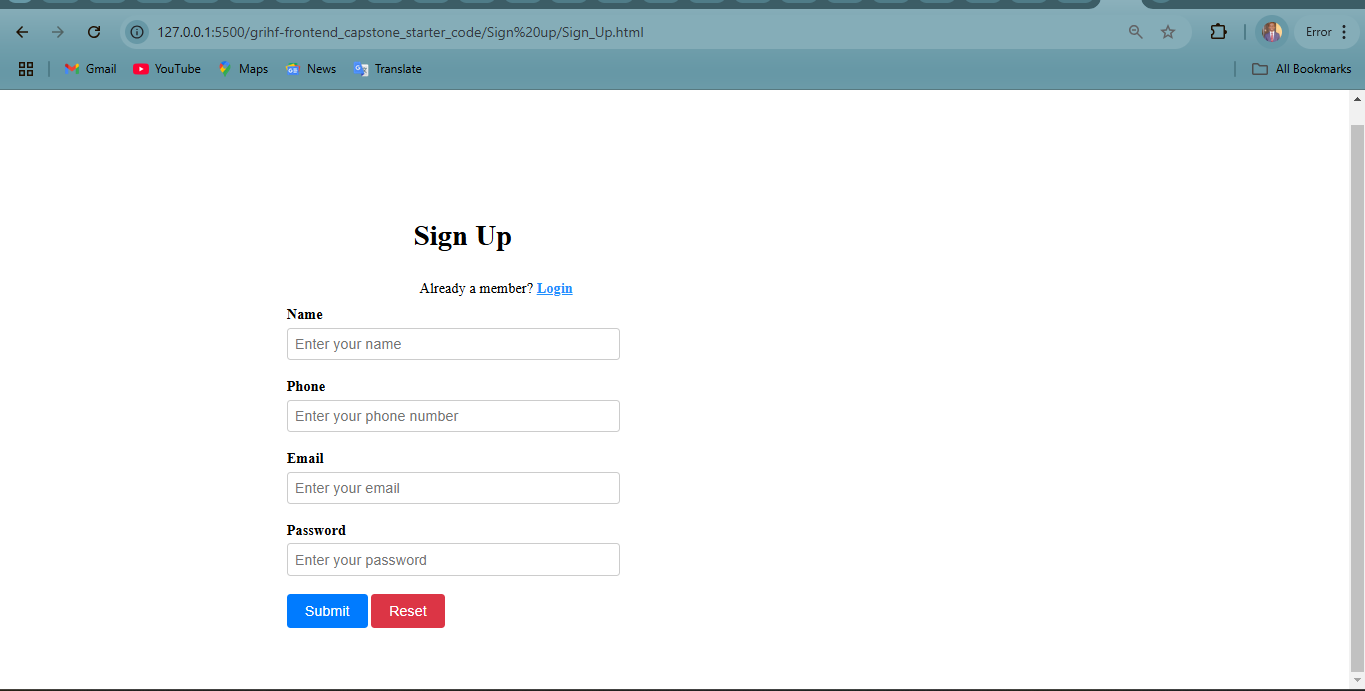 127.0.0.1:5500/grihf-frontend_capstone_starter_code/Sign%20up/Sign_Up.html
Error
Gmail
YouTube
Maps
News
Translate
All Bookmarks
Sign Up
Already a member? Login
Name
Enter your name
Phone
Enter your phone number
Email
Enter your email
Password
Enter your password
Submit
Reset